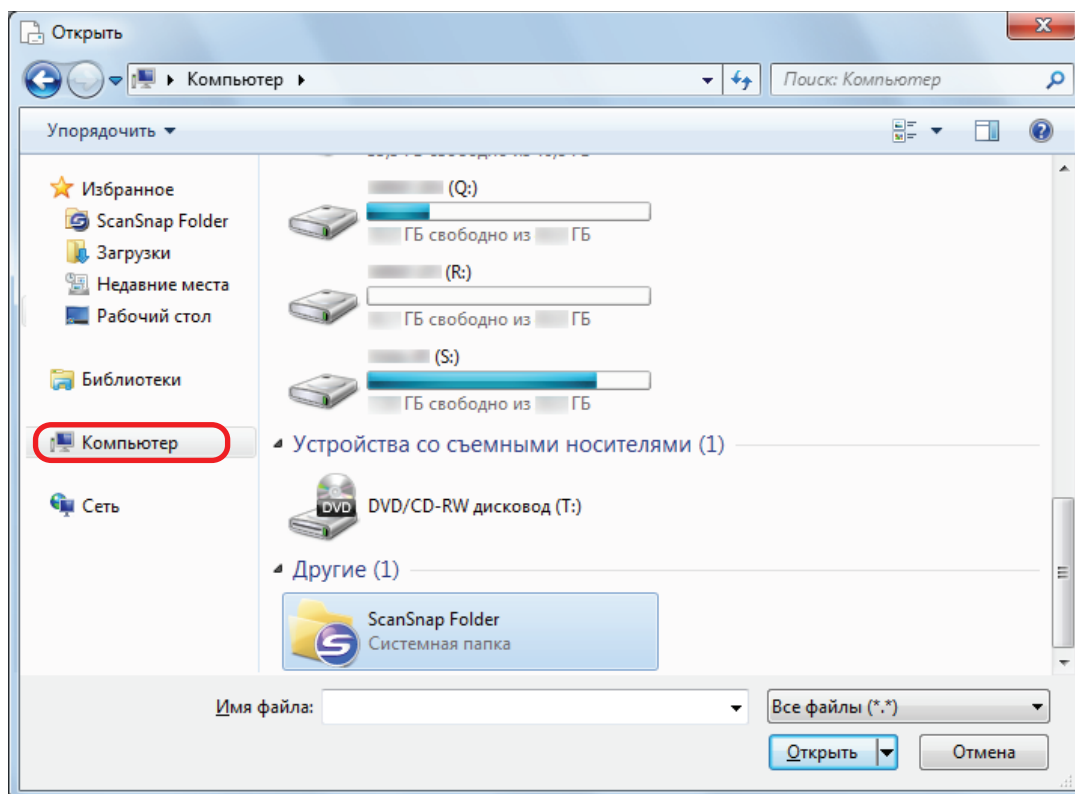 Открыть
Компьютер
Поиск: Компьютер
Упорядочить
Избранное
ScanSnap Folder
Загрузки
Недавние места
Рабочий стол
Библиотеки
Компьютер
Сеть
(Q:)
ГБ свободно из ГБ
(R:)
ГБ свободно из ГБ
(S:)
ГБ свободно из ГБ
Устройства со съемными носителями (1)
DVD
DVD/CD-RW дисковод (T:)
Другие (1)
S
ScanSnap Folder
Системная папка
Имя файла:
Все файлы (*.*)
Открыть
Отмена